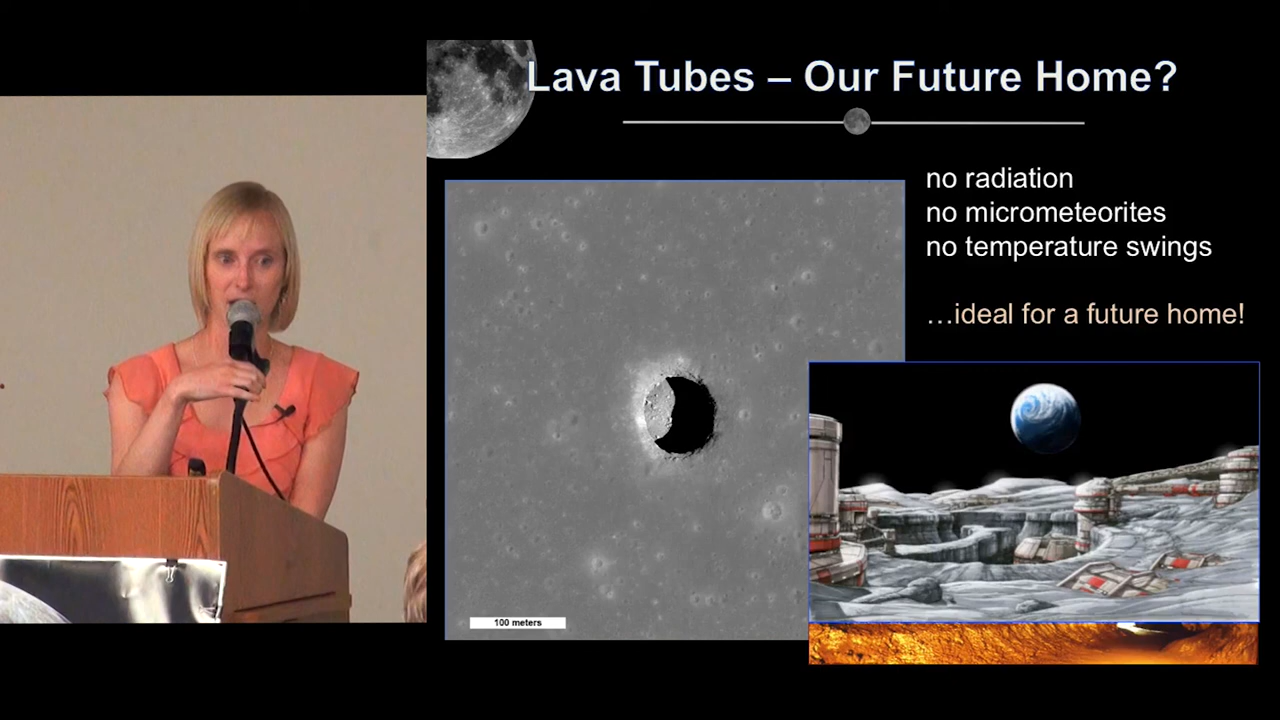 Lava Tubes – Our Future Home?
no radiation
no micrometeorites
no temperature swings
…ideal for a future home!
100 meters